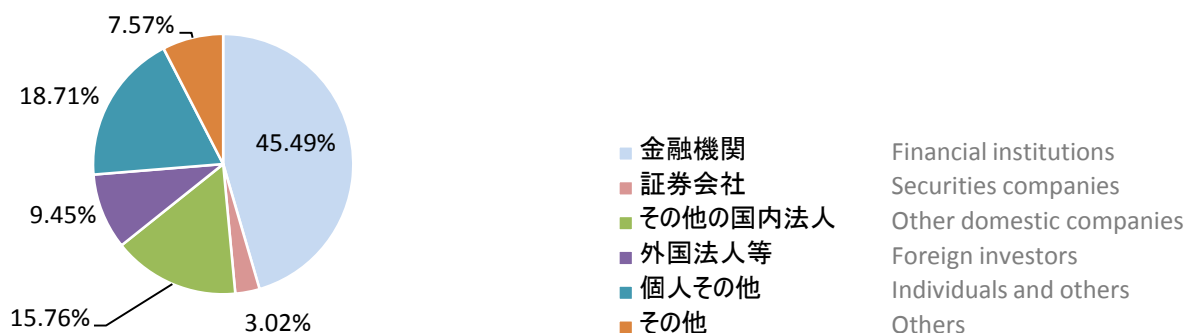 7.57%
18.71%
45.49%
9.45%
15.76%
3.02%
金融機関 Financial institutions
証券会社 Securities companies
その他の国内法人 Other domestic companies
外国法人等 Foreign investors
個人その他 Individuals and others
その他 Others